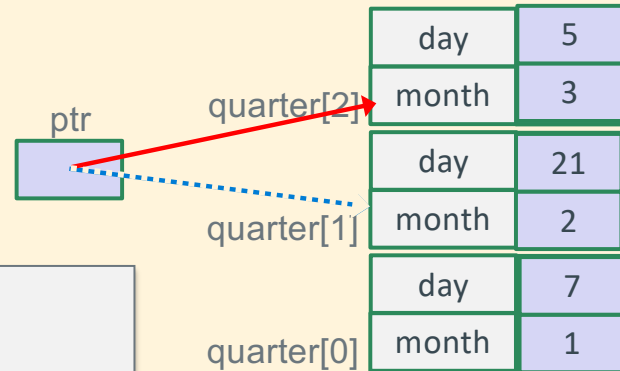 day 5
quarter[2] month 3
ptr
day 21
quarter[1] month 2
day 7
quarter[0] month 1